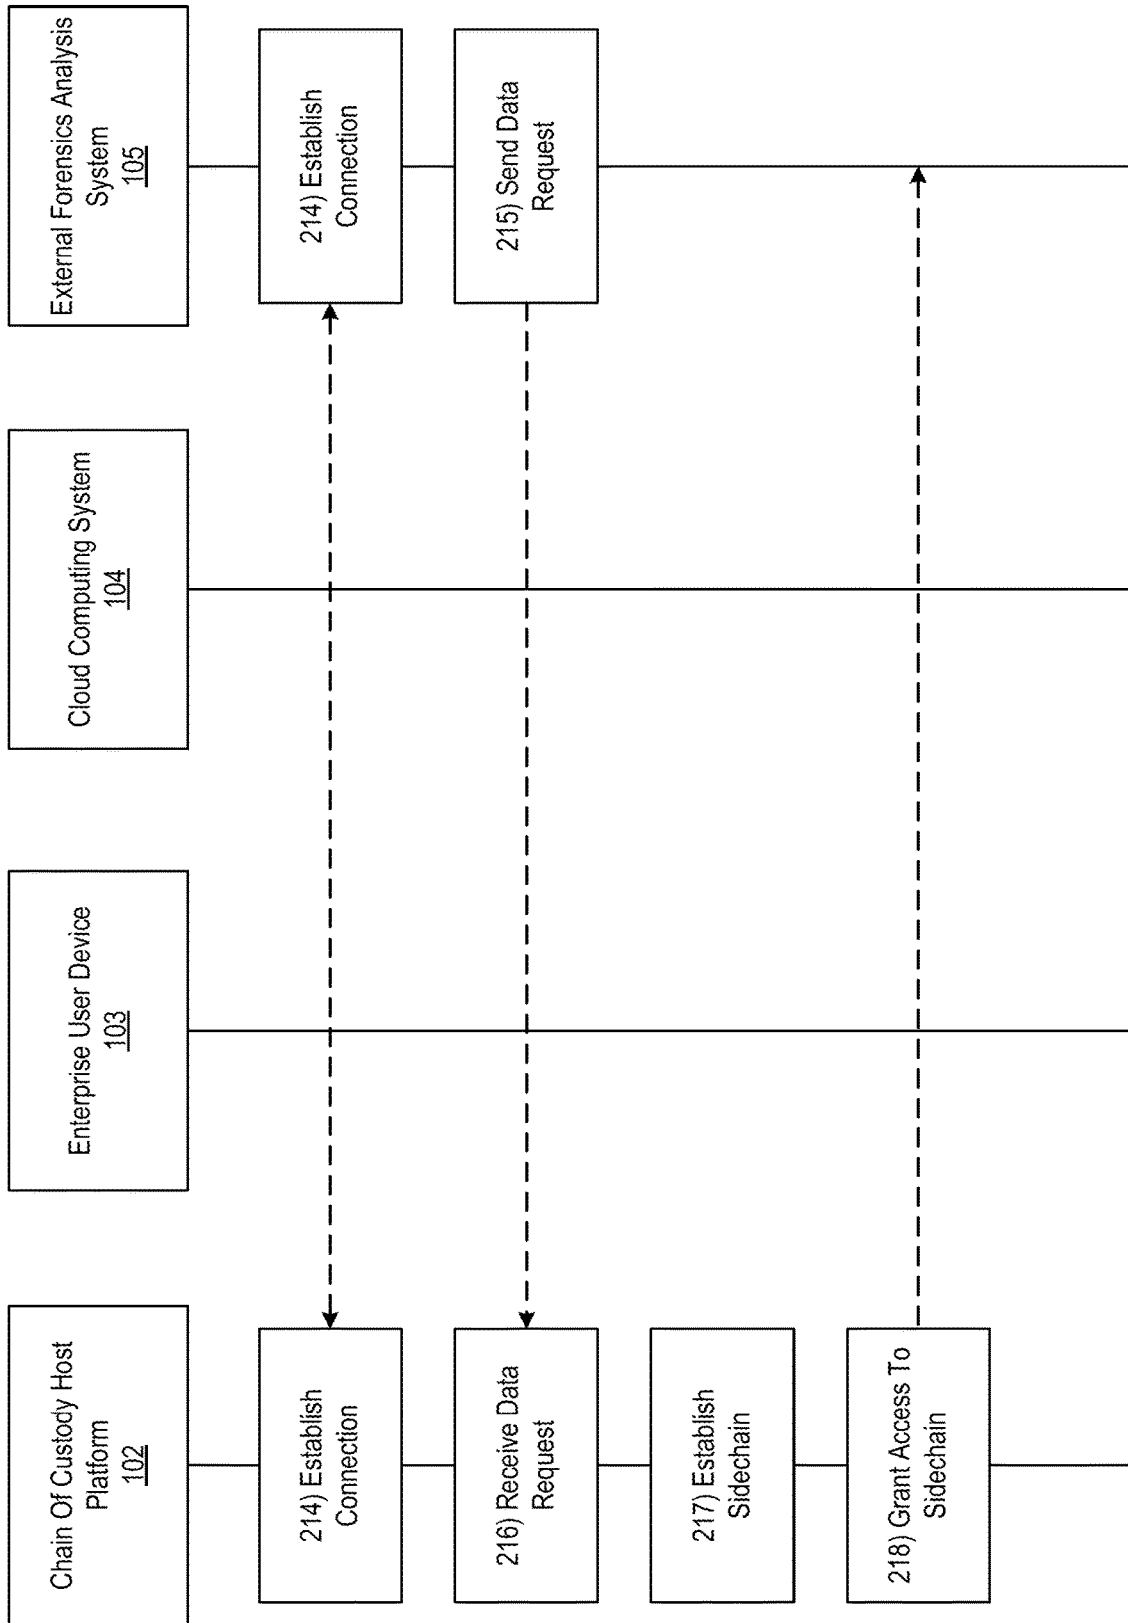 Chain Of Custody Host
Platform
102
Enterprise User Device
103
Cloud Computing System
104
External Forensics Analysis
System
105
214) Establish
Connection
214) Establish
Connection
216) Receive Data
Request
215) Send Data
Request
217) Establish
Sidechain
218) Grant Access To
Sidechain